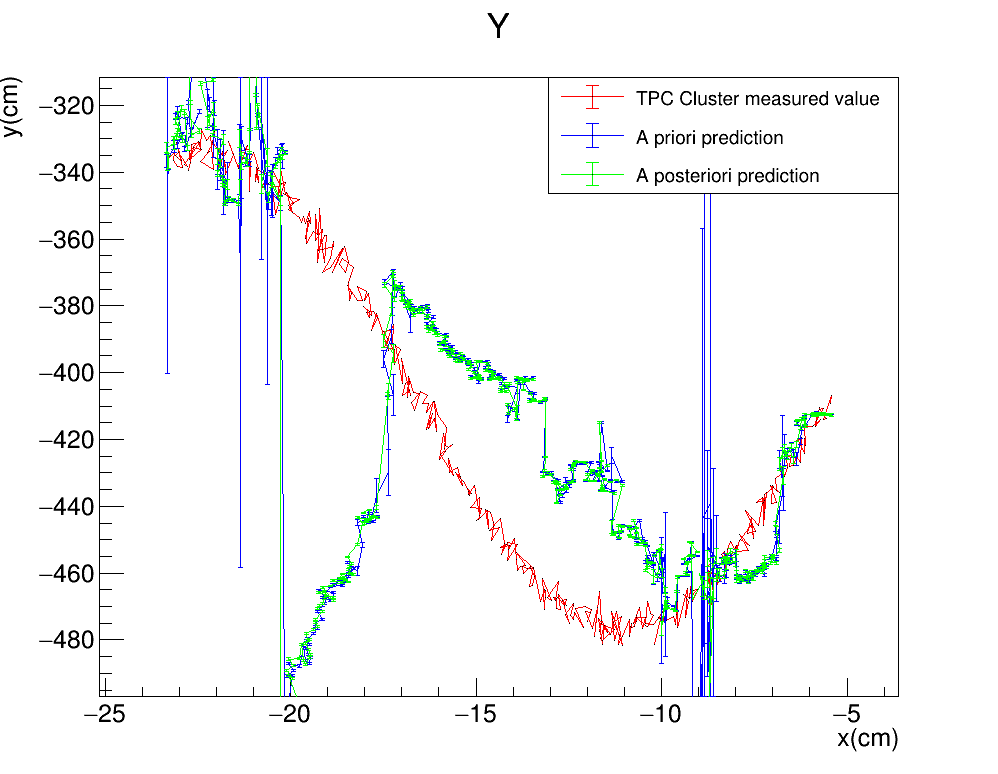 Y
y(cm)
TPC Cluster measured value
A priori prediction
A posteriori prediction
−320
−340
−360
−380
−400
−420
−440
−460
−480
−25 −20 −15 −10 −5
x(cm)